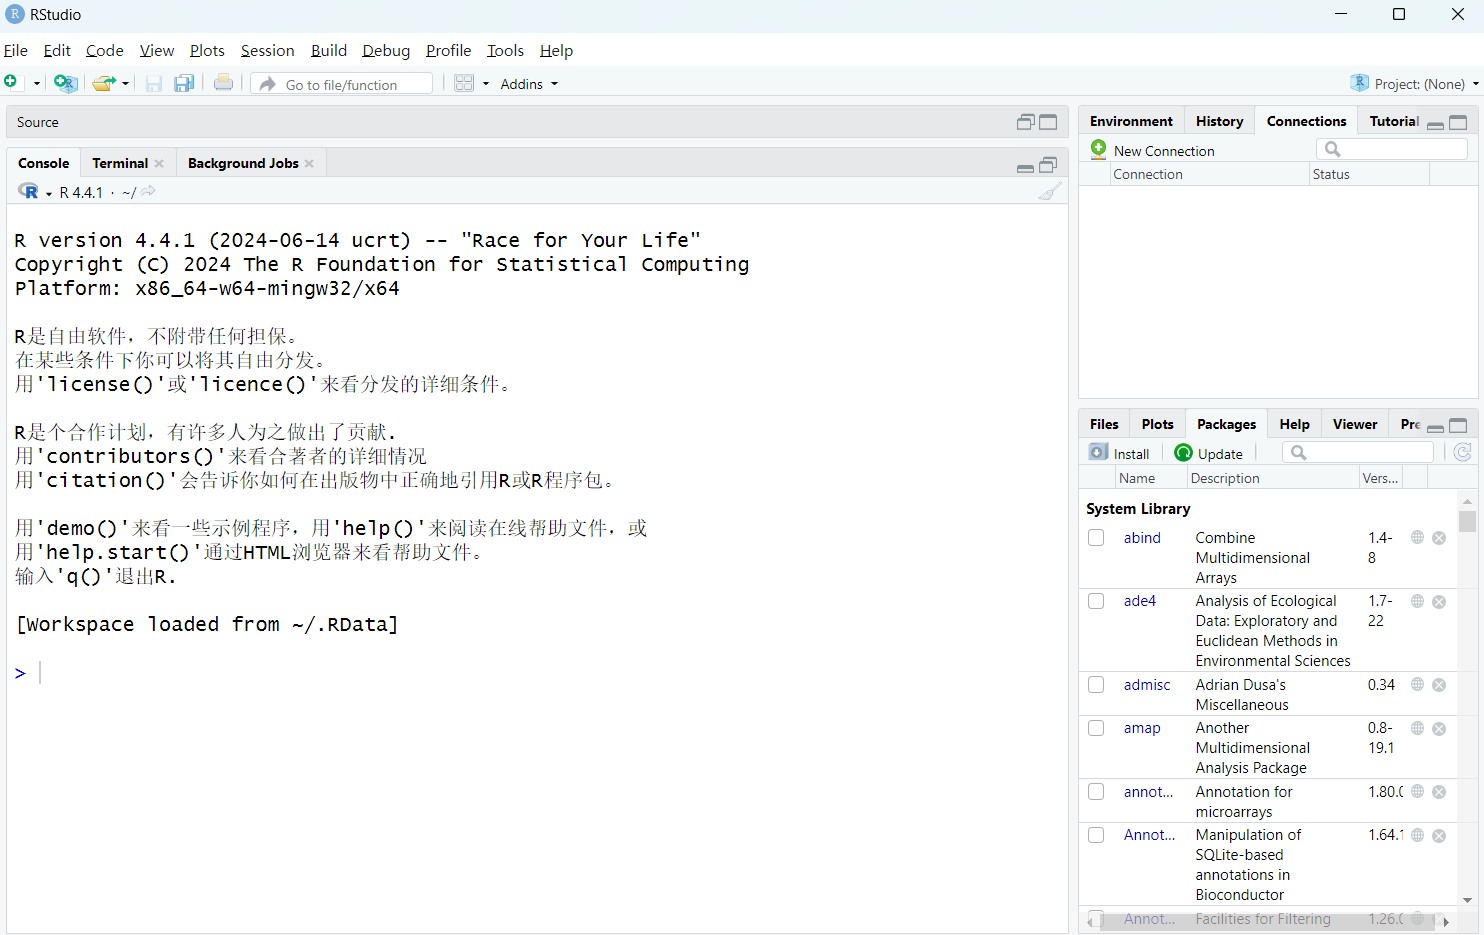 RStudio
File Edit Code View Plots Session Build Debug Profile Tools Help
Go to file/function Addins Project: (None)
Source
Console Terminal Background Jobs
R 4.4.1 · ~/
R version 4.4.1 (2024-06-14 ucrt) -- "Race for Your Life"
Copyright (C) 2024 The R Foundation for Statistical Computing
Platform: x86_64-w64-mingw32/x64
R是自由软件，不附带任何担保。
在某些条件下你可以将其自由分发。
用'license()'或'licence()'来看分发的详细条件。
R是个合作计划，有许多人为之做出了贡献.
用'contributors()'来看合著者的详细情况
用'citation()'会告诉你如何在出版物中正确地引用R或R程序包。
用'demo()'来看一些示例程序，用'help()'来阅读在线帮助文件，或
用'help.start()'通过HTML浏览器来看帮助文件。
输入'q()'退出R.
[Workspace loaded from ~/.RData]
>
Environment History Connections Tutorial
New Connection
Connection Status
Files Plots Packages Help Viewer Pre
Install Update
Name Description Vers...
System Library
abind Combine 1.4-
Multidimensional 8
Arrays
ade4 Analysis of Ecological 1.7-
Data: Exploratory and 22
Euclidean Methods in
Environmental Sciences
admisc Adrian Dusa's 0.34
Miscellaneous
amap Another 0.8-
Multidimensional 19.1
Analysis Package
annot... Annotation for 1.80.0
microarrays
Annot... Manipulation of 1.64.1
SQLite-based
annotations in
Bioconductor
Annot... Facilities for Filtering 1.26.0